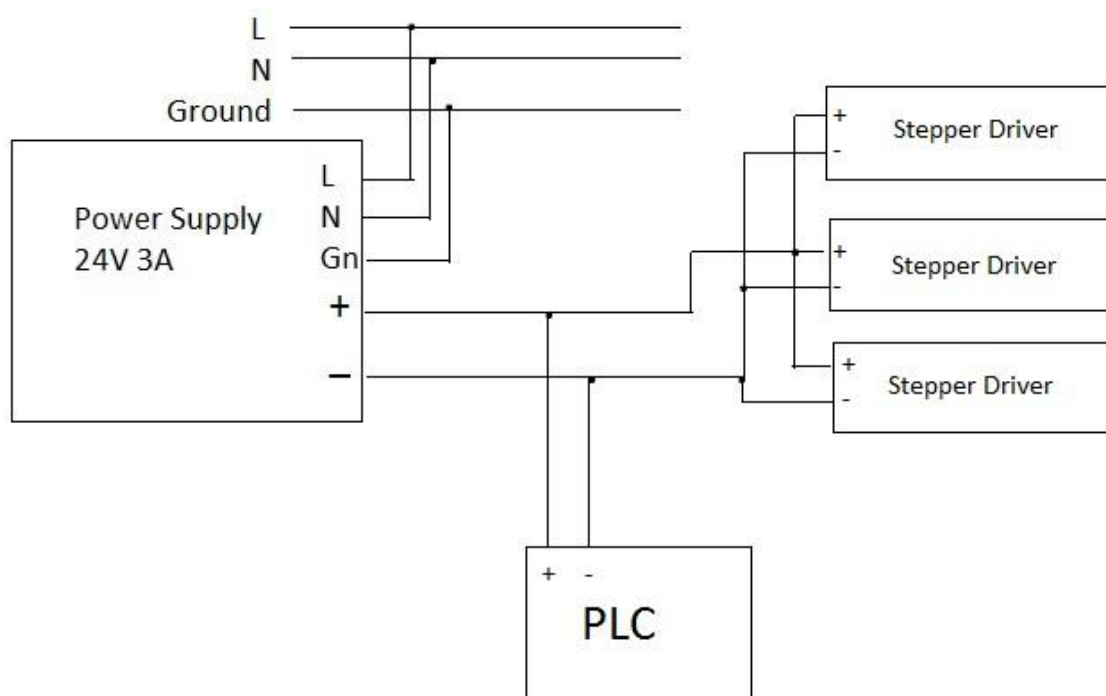 L
N
Ground
Power Supply
24V 3A
L
N
Gn
+
−
+
-
Stepper Driver
+
-
Stepper Driver
+
-
Stepper Driver
+ -
PLC